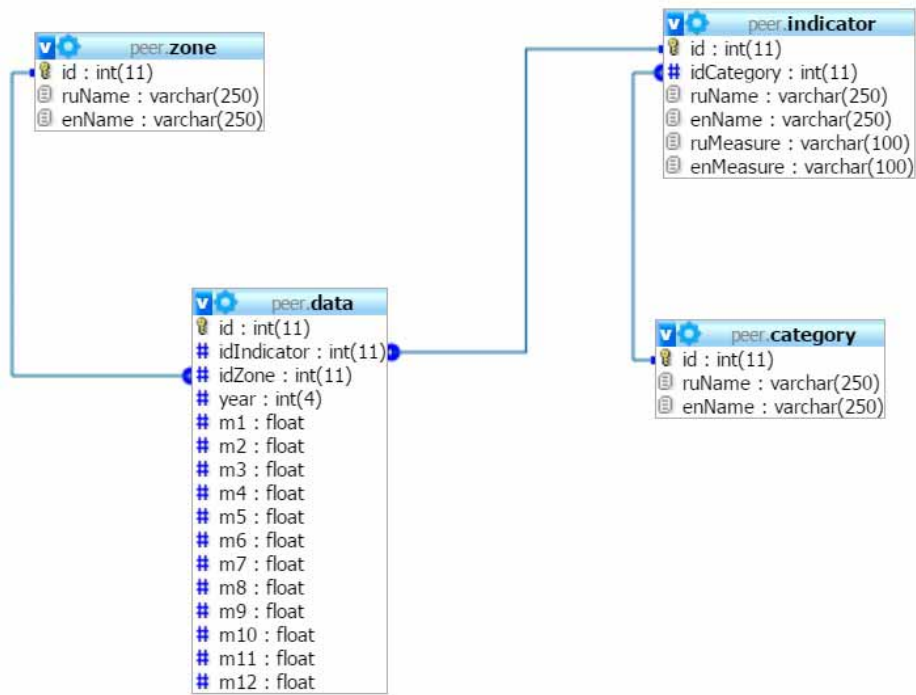 peer.zone
id : int(11)
ruName : varchar(250)
enName : varchar(250)
peer.indicator
id : int(11)
idCategory : int(11)
ruName : varchar(250)
enName : varchar(250)
ruMeasure : varchar(100)
enMeasure : varchar(100)
peer.data
id : int(11)
idIndicator : int(11)
idZone : int(11)
year : int(4)
m1 : float
m2 : float
m3 : float
m4 : float
m5 : float
m6 : float
m7 : float
m8 : float
m9 : float
m10 : float
m11 : float
m12 : float
peer.category
id : int(11)
ruName : varchar(250)
enName : varchar(250)